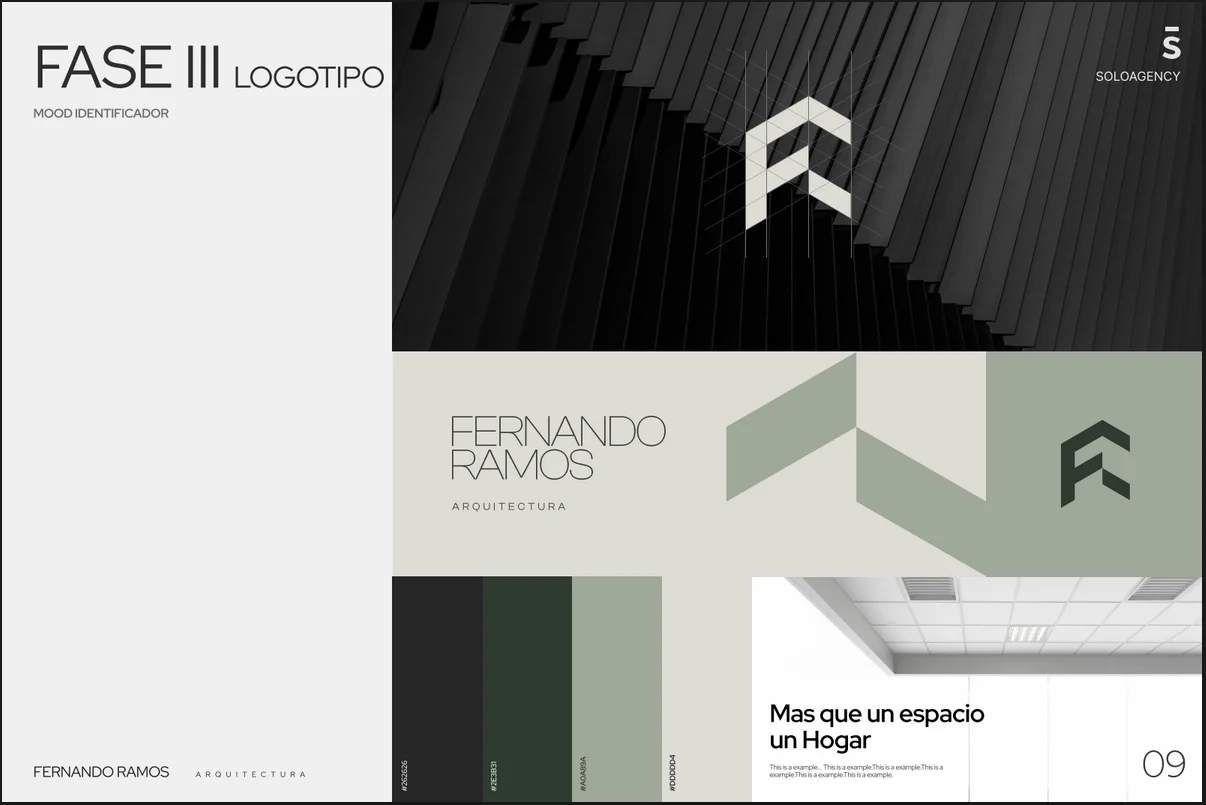 FASE III LOGOTIPO
MOOD IDENTIFICADOR
S
SOLOAGENCY
FERNANDO
RAMOS
ARQUITECTURA
#262626
#2E3B31
#A0A89A
#DDDDD4
Mas que un espacio
un Hogar
This is a example.. This is a example.This is a example.This is a
example.This is a example.This is a example.
FERNANDO RAMOS ARQUITECTURA
09